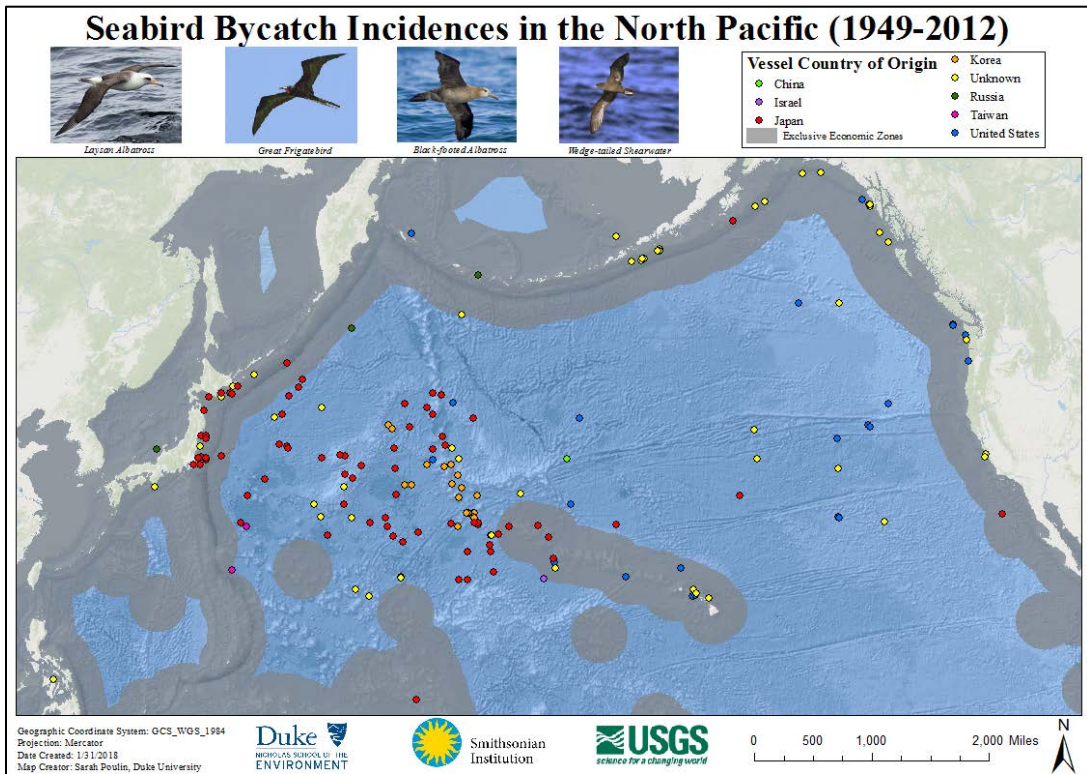 Seabird Bycatch Incidences in the North Pacific (1949-2012)
Laysan Albatross
Great Frigatebird
Black-footed Albatross
Wedge-tailed Shearwater
Vessel Country of Origin
China
Israel
Japan
Exclusive Economic Zones
Korea
Unknown
Russia
Taiwan
United States
Geographic Coordinate System: GCS_WGS_1984
Projection: Mercator
Date Created: 1/31/2018
Map Creator: Sarah Poulin, Duke University
Duke
NICHOLAS SCHOOL OF THE
ENVIRONMENT
Smithsonian
Institution
USGS
science for a changing world
0 500 1,000 2,000 Miles
N